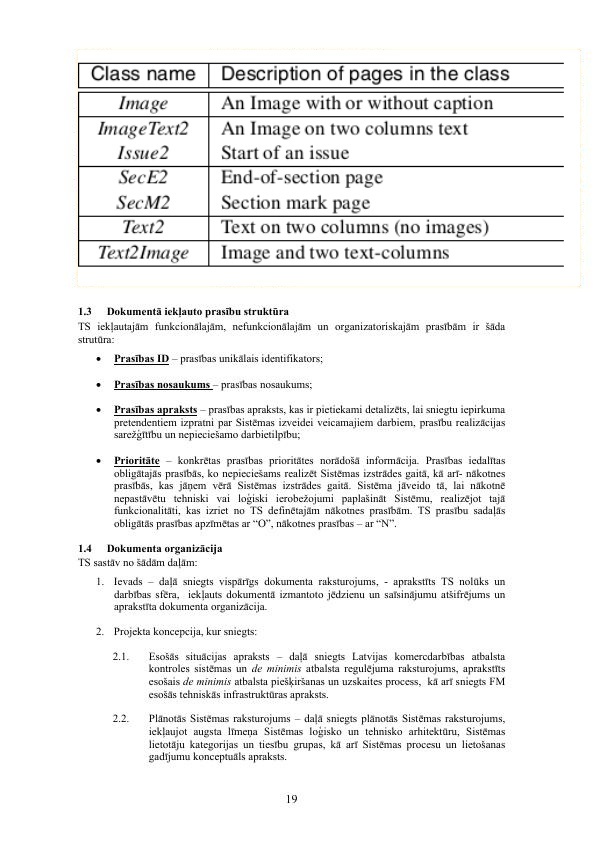 Class name Description of pages in the class
Image An Image with or without caption
ImageText2 An Image on two columns text
Issue2 Start of an issue
SecE2 End-of-section page
SecM2 Section mark page
Text2 Text on two columns (no images)
Text2Image Image and two text-columns
1.3 Dokumentā iekļauto prasību struktūra
TS iekļautajām funkcionālajām, nefunkcionālajām un organizatoriskajām prasībām ir šāda
strutūra:
• Prasības ID – prasības unikālais identifikators;
• Prasības nosaukums – prasības nosaukums;
• Prasības apraksts – prasības apraksts, kas ir pietiekami detalizēts, lai sniegtu iepirkuma
pretendentiem izpratni par Sistēmas izveidei veicamajiem darbiem, prasību realizācijas
sarežģītību un nepieciešamo darbietilpību;
• Prioritāte – konkrētas prasības prioritātes norādošā informācija. Prasības iedalītas
obligātajās prasībās, ko nepieciešams realizēt Sistēmas izstrādes gaitā, kā arī- nākotnes
prasībās, kas jāņem vērā Sistēmas izstrādes gaitā. Sistēma jāveido tā, lai nākotnē
nepastāvētu tehniski vai loģiski ierobežojumi paplašināt Sistēmu, realizējot tajā
funkcionalitāti, kas izriet no TS definētajām nākotnes prasībām. TS prasību sadaļās
obligātās prasības apzīmētas ar “O”, nākotnes prasības – ar “N”.
1.4 Dokumenta organizācija
TS sastāv no šādām daļām:
1. Ievads – daļā sniegts vispārīgs dokumenta raksturojums, - aprakstīts TS nolūks un
darbības sfēra, iekļauts dokumentā izmantoto jēdzienu un saīsinājumu atšifrējums un
aprakstīta dokumenta organizācija.
2. Projekta koncepcija, kur sniegts:
2.1. Esošās situācijas apraksts – daļā sniegts Latvijas komercdarbības atbalsta
kontroles sistēmas un de minimis atbalsta regulējuma raksturojums, aprakstīts
esošais de minimis atbalsta piešķiršanas un uzskaites process, kā arī sniegts FM
esošās tehniskās infrastruktūras apraksts.
2.2. Plānotās Sistēmas raksturojums – daļā sniegts plānotās Sistēmas raksturojums,
iekļaujot augsta līmeņa Sistēmas loģisko un tehnisko arhitektūru, Sistēmas
lietotāju kategorijas un tiesību grupas, kā arī Sistēmas procesu un lietošanas
gadījumu konceptuāls apraksts.
19